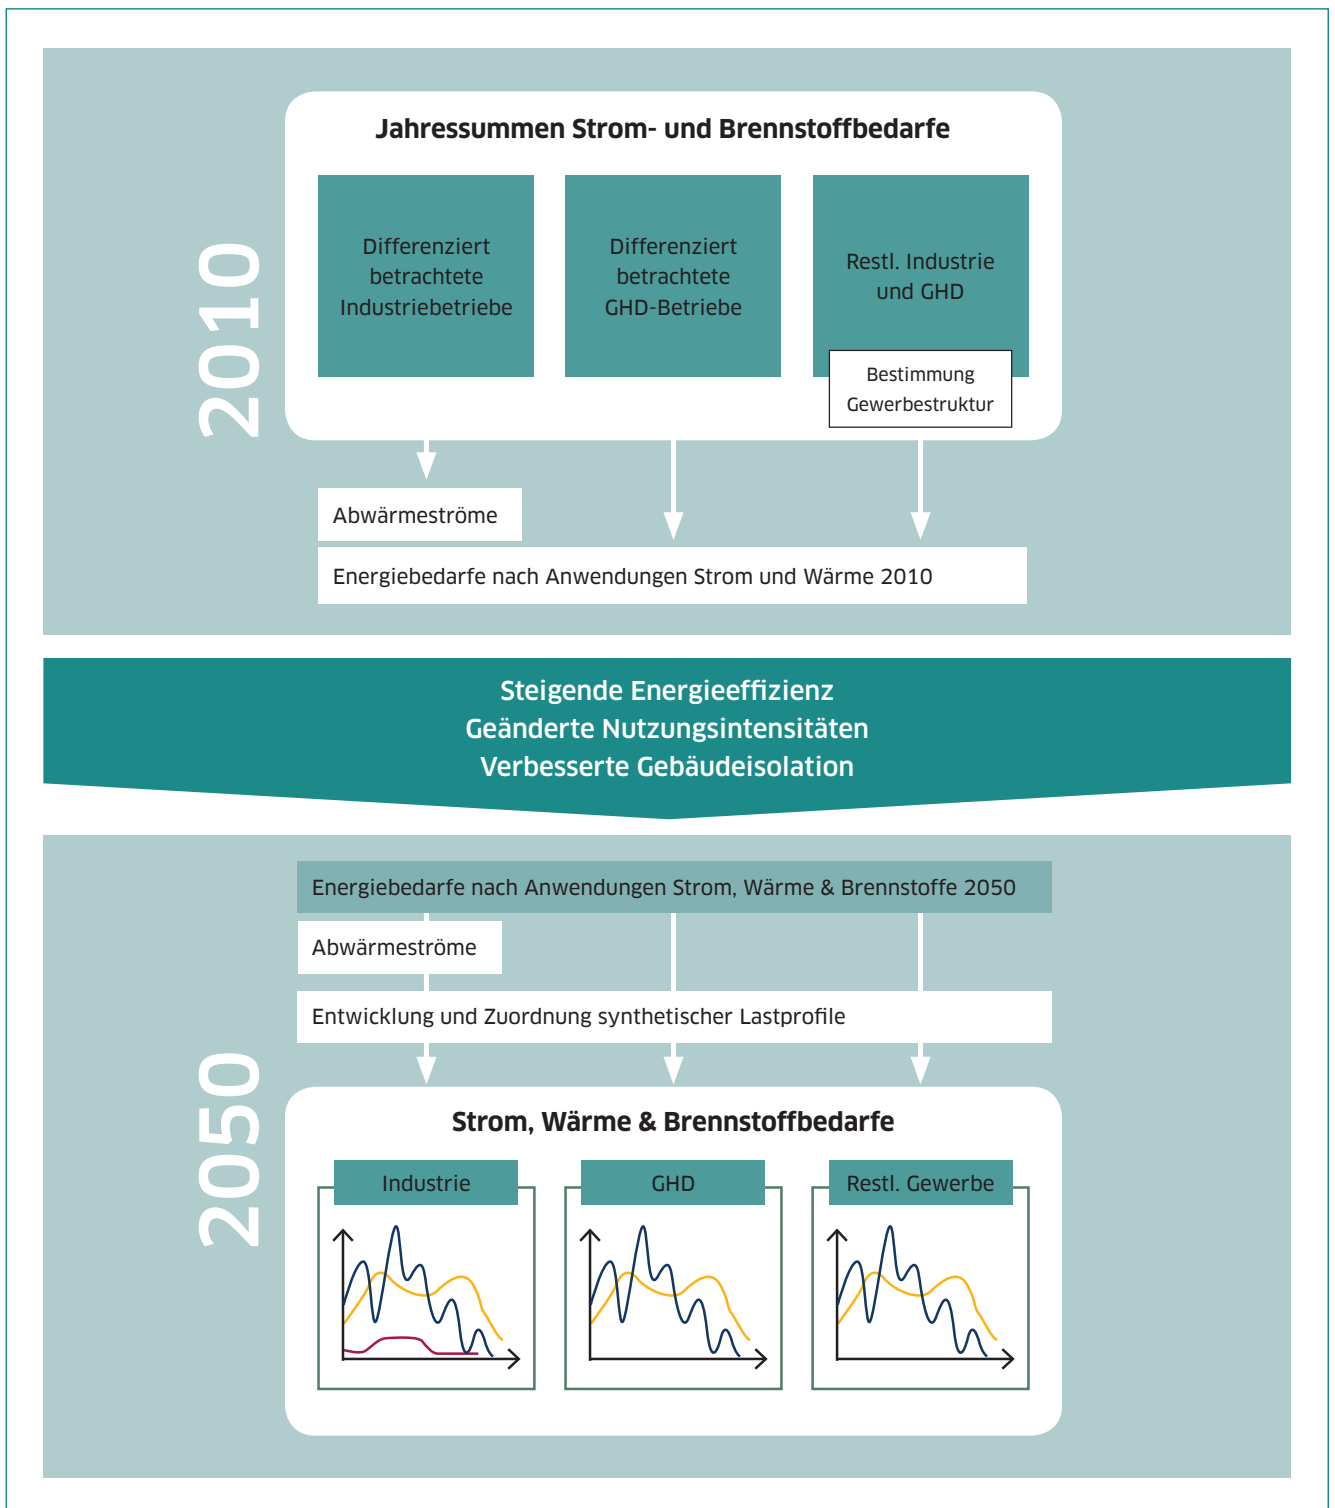 2010
Jahressummen Strom- und Brennstoffbedarfe
Differenziert
betrachtete
Industriebetriebe
Differenziert
betrachtete
GHD-Betriebe
Restl. Industrie
und GHD
Bestimmung
Gewerbestruktur
Abwärmeströme
Energiebedarfe nach Anwendungen Strom und Wärme 2010
Steigende Energieeffizienz
Geänderte Nutzungsintensitäten
Verbesserte Gebäudeisolation
2050
Energiebedarfe nach Anwendungen Strom, Wärme & Brennstoffe 2050
Abwärmeströme
Entwicklung und Zuordnung synthetischer Lastprofile
Strom, Wärme & Brennstoffbedarfe
Industrie
GHD
Restl. Gewerbe